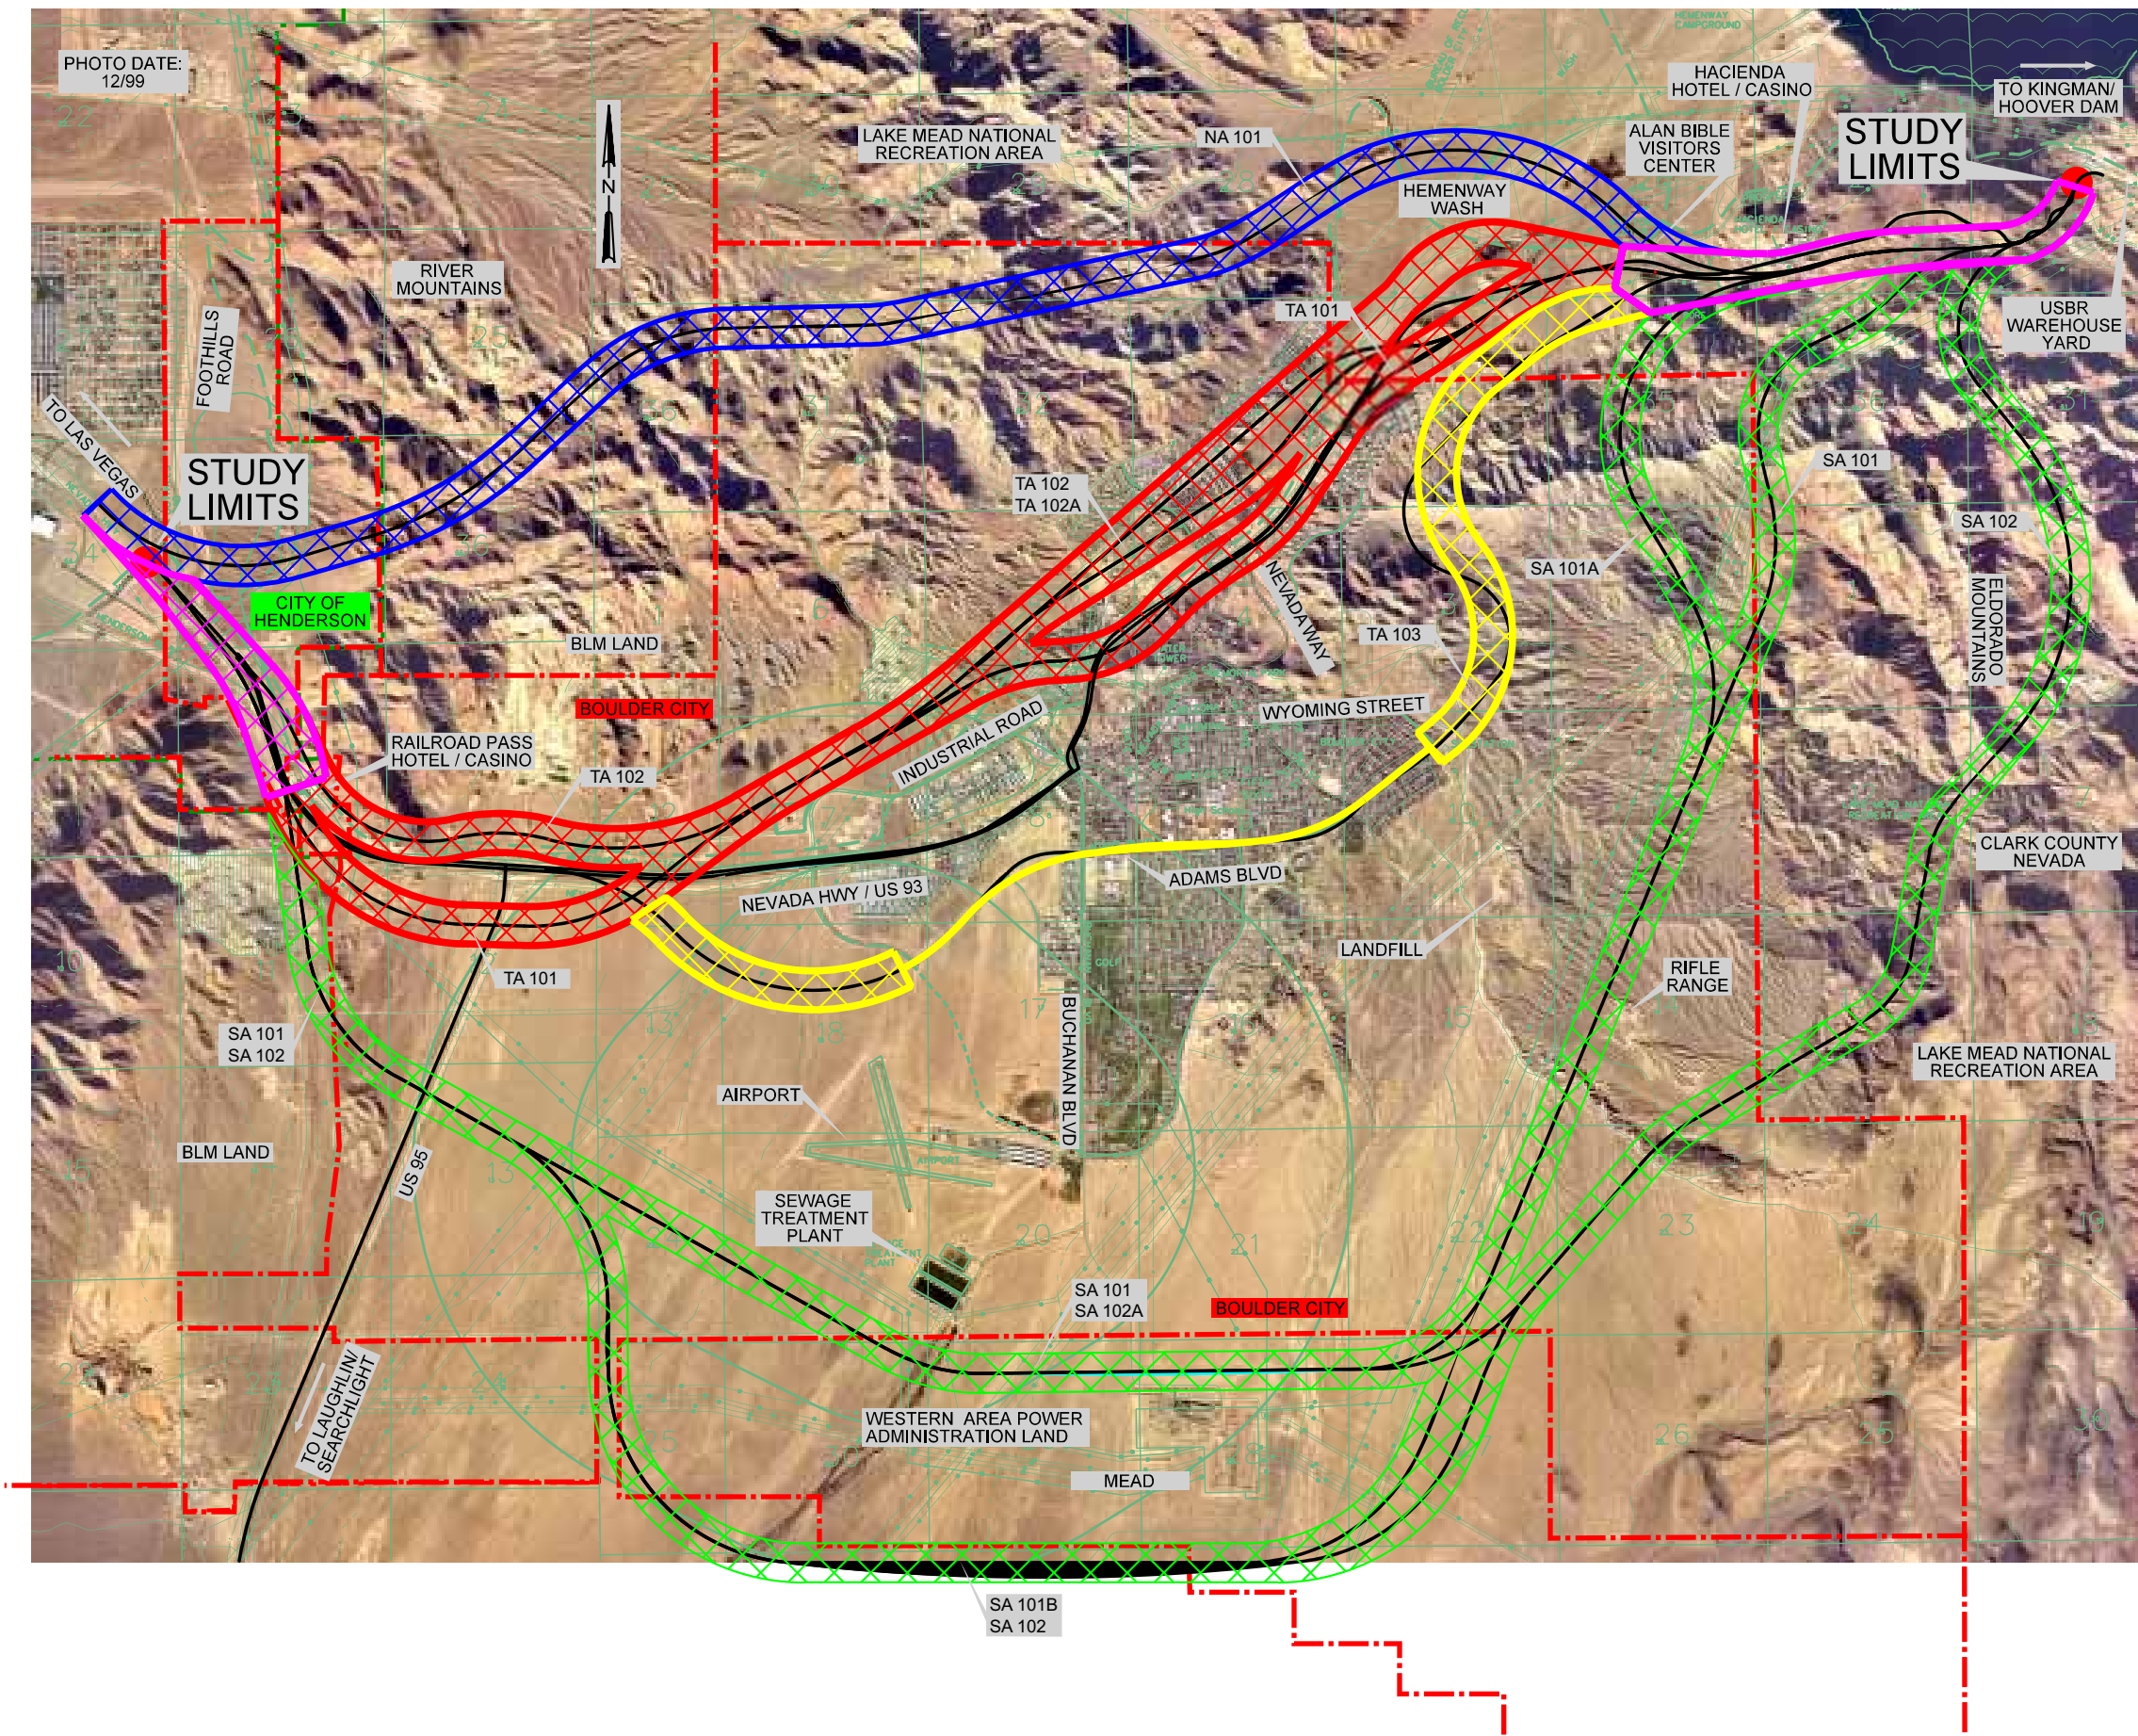 PHOTO DATE:
12/99
N
LAKE MEAD NATIONAL
RECREATION AREA
NA 101
HEMENWAY
CAMPGROUND
WASH
HACIENDA
HOTEL / CASINO
ALAN BIBLE
VISITORS
CENTER
STUDY
LIMITS
TO KINGMAN/
HOOVER DAM
HEMENWAY
WASH
RIVER
MOUNTAINS
FOOTHILLS
ROAD
TA 101
USBR
WAREHOUSE
YARD
TO LAS VEGAS
STUDY
LIMITS
TA 102
TA 102A
SA 101
SA 102
SA 101A
ELDORADO
MOUNTAINS
CITY OF
HENDERSON
BLM LAND
NEVADA WAY
TA 103
BOULDER CITY
WYOMING STREET
RAILROAD PASS
HOTEL / CASINO
INDUSTRIAL ROAD
TA 102
CLARK COUNTY
NEVADA
ADAMS BLVD
NEVADA HWY / US 93
LANDFILL
TA 101
GOLF
RIFLE
RANGE
BUCHANAN BLVD
SA 101
SA 102
LAKE MEAD NATIONAL
RECREATION AREA
AIRPORT
AIRPORT
BLM LAND
US 95
SEWAGE
TREATMENT
PLANT
SA 101
SA 102A
BOULDER CITY
TO LAUGHLIN/
SEARCHLIGHT
WESTERN AREA POWER
ADMINISTRATION LAND
MEAD
SA 101B
SA 102